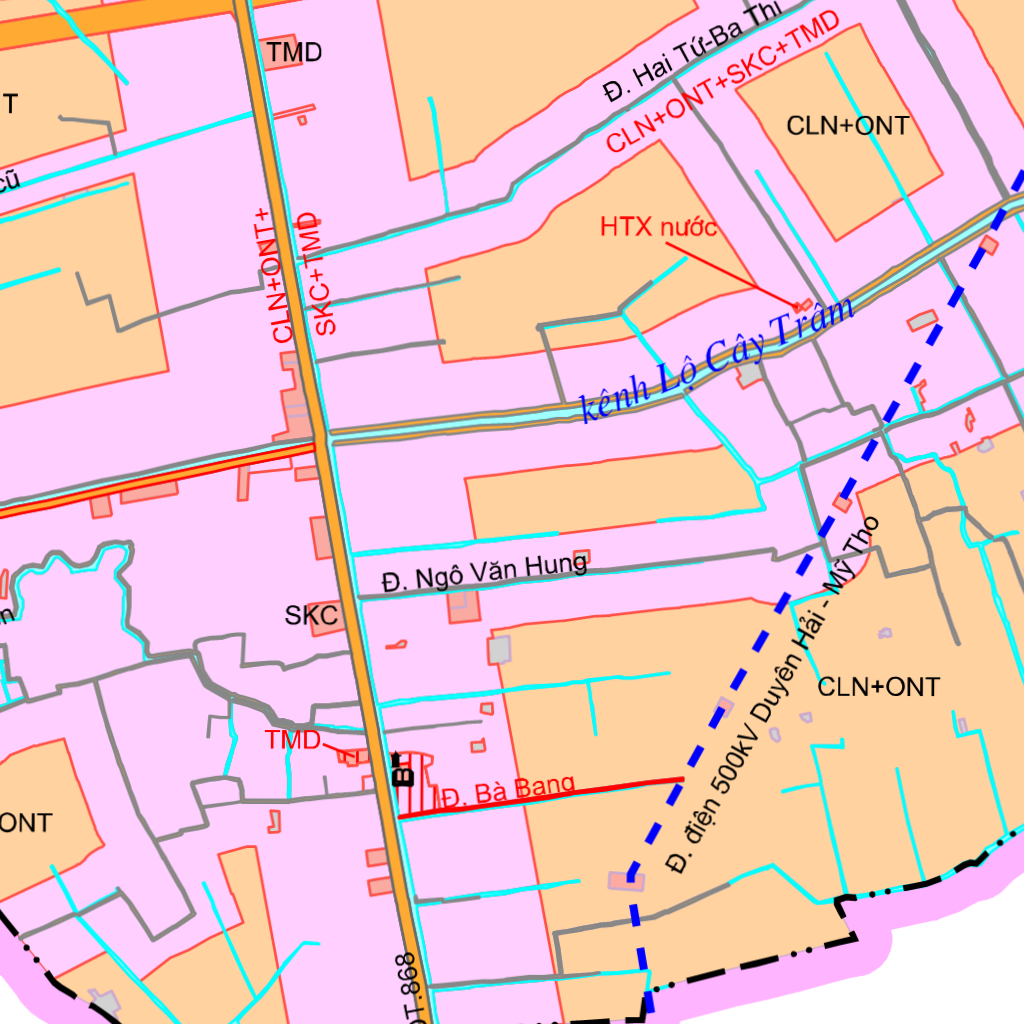 TMD
Đ. Hai Tứ-Ba Thi
CLN+ONT+SKC+TMD
T
CLN+ONT
cũ
HTX nước
CLN+ONT+
SKC+TMD
kênh Lộ Cây Trâm
Đ. Ngô Văn Hung
SKC
Đ. điện 500kV Duyên Hải - Mỹ Tho
CLN+ONT
TMD
Đ. Bà Bang
ONT
ĐT.868